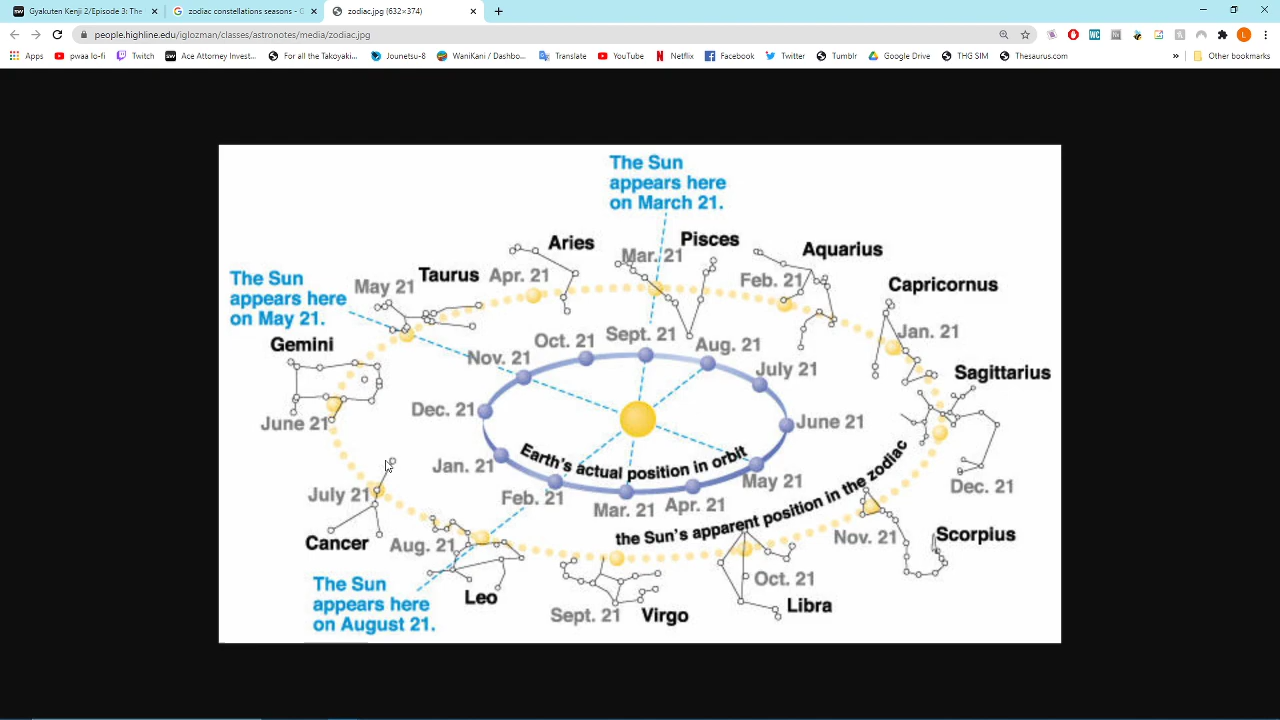 Gyakuten Kenji 2/Episode 3: The
zodiac constellations seasons - G
zodiac.jpg (632×374)
people.highline.edu/iglozman/classes/astronotes/media/zodiac.jpg
Apps
pwaa lo-fi
Twitch
Ace Attorney Invest...
For all the Takoyaki...
Jounetsu-8
WaniKani / Dashbo...
Translate
YouTube
Netflix
Facebook
Twitter
Tumblr
Google Drive
THG SIM
Thesaurus.com
Other bookmarks
The Sun
appears here
on March 21.
Aries
Pisces
Aquarius
Mar. 21
Taurus
Apr. 21
Feb. 21
The Sun
appears here
on May 21.
May 21
Capricornus
Jan. 21
Gemini
Oct. 21
Sept. 21
Aug. 21
Nov. 21
July 21
Sagittarius
Dec. 21
June 21
June 21
Earth's actual position in orbit
Jan. 21
May 21
Dec. 21
July 21
Feb. 21
Mar. 21
Apr. 21
the Sun's apparent position in the zodiac
Cancer
Aug. 21
Nov. 21
Scorpius
The Sun
appears here
on August 21.
Leo
Oct. 21
Libra
Sept. 21
Virgo